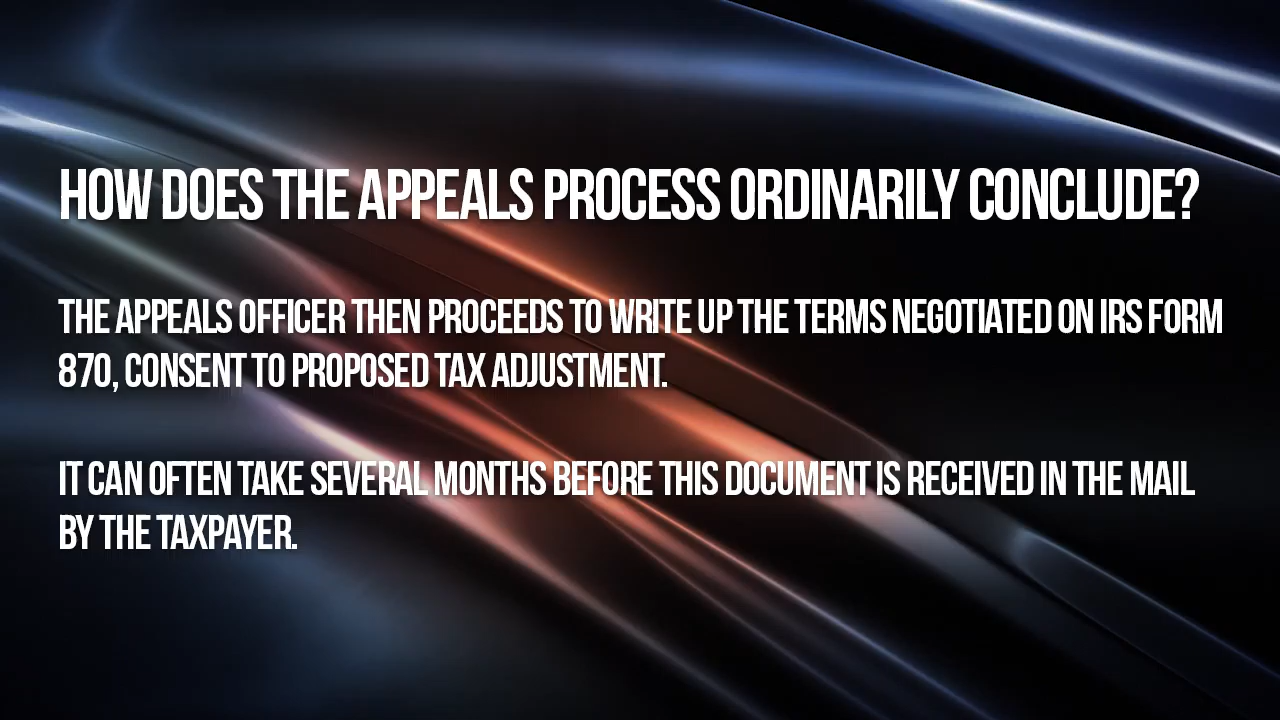 HOW DOES THE APPEALS PROCESS ORDINARILY CONCLUDE?
THE APPEALS OFFICER THEN PROCEEDS TO WRITE UP THE TERMS NEGOTIATED ON IRS FORM
870, CONSENT TO PROPOSED TAX ADJUSTMENT.
IT CAN OFTEN TAKE SEVERAL MONTHS BEFORE THIS DOCUMENT IS RECEIVED IN THE MAIL
BY THE TAXPAYER.